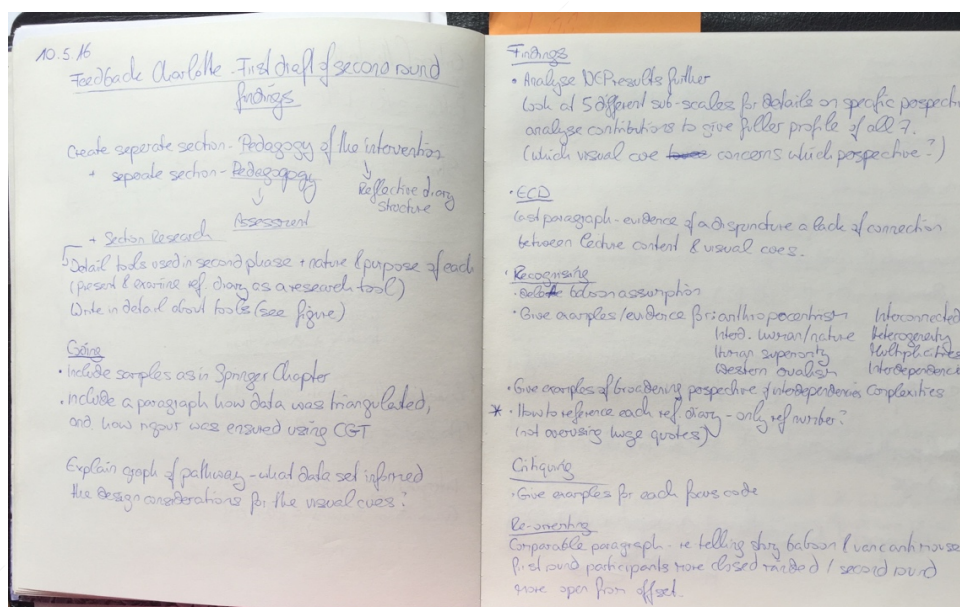 10.5.16
Feedback Charlotte - First draft of second round
findings
Create seperate section - Pedagogy of the intervention
+ seperate section - Pedagogogy
Reflective diary
structure
Assessment
+ Section Research
Detail tools used in second phase + nature & purpose of each
(present & examine ref. diary as a research tool)
Write in detail about tools (see figure)
• Include samples as in Springer Chapter
• Include a paragraph how data was triangulated,
and how rigour was ensured using CGT
Explain graph of pathway - what data set informed
the design considerations for the visual cues?
Findings
• Analyse NEP results further
Look at 5 different sub-scales for details on specific perspecti
analyse contributions to give fuller profile of all 7.
(which visual cue concerns which perspective?)
• ECD
Last paragraph - evidence of a disjuncture a lack of connection
between lecture content & visual cues.
• Recognising
baboon assumption
• Give examples/evidence for: anthropocentrism Interconnected
human/nature Heterogeneity
Human superiority Multiplicities
Western dualism Interdependence
• Give examples of broadening perspective of interdependencies complexities
* • How to reference each ref. diary - only ref number?
(not overusing huge quotes)
Critiquing
• Give examples for each focus code
Re-orienting
Comparable paragraph - re-telling story baboon &
first round participants more closed minded / second round
more open from offset.